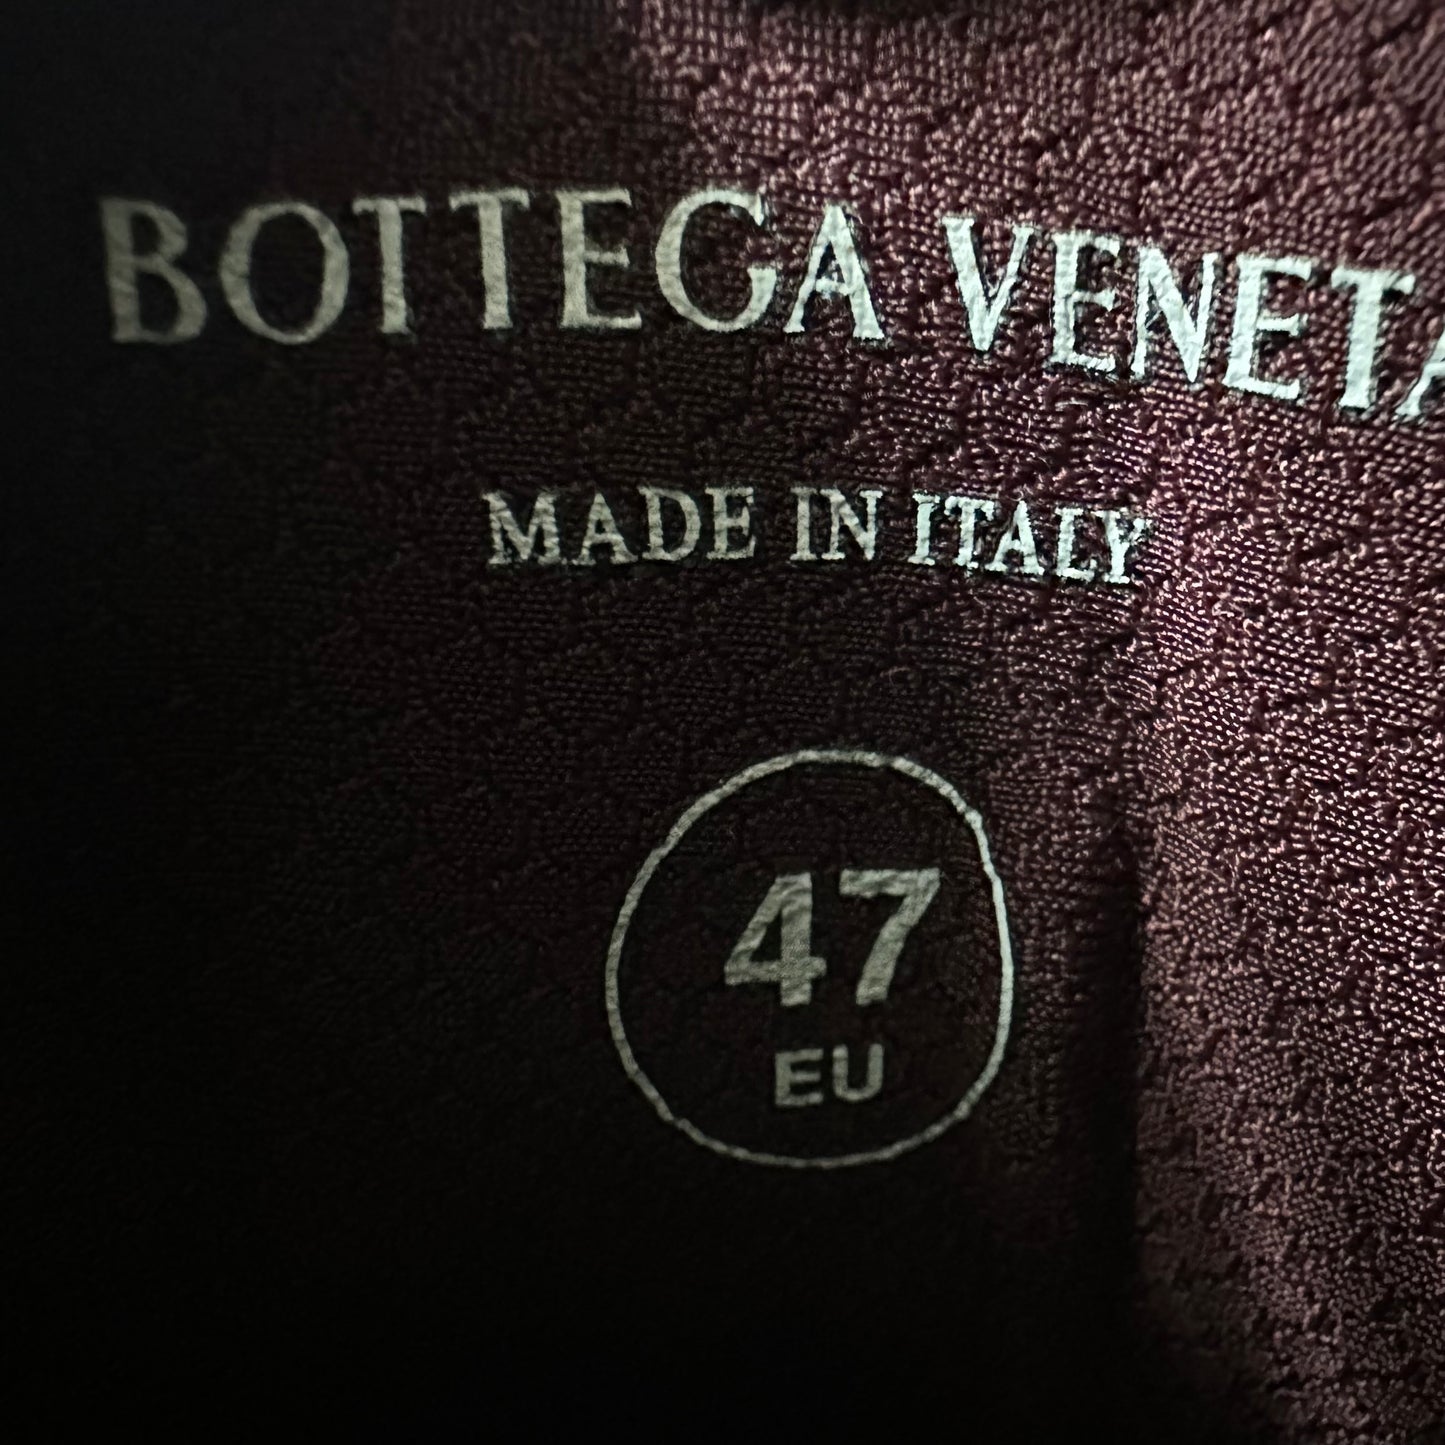 BOTTEGA VENETA
MADE IN ITALY
47
EU